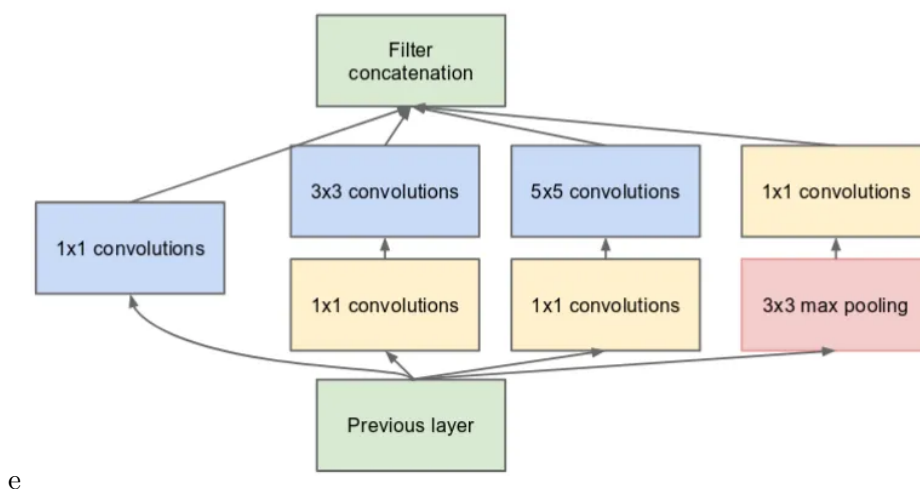 Filter
concatenation
3x3 convolutions
5x5 convolutions
1x1 convolutions
1x1 convolutions
1x1 convolutions
1x1 convolutions
3x3 max pooling
Previous layer
e